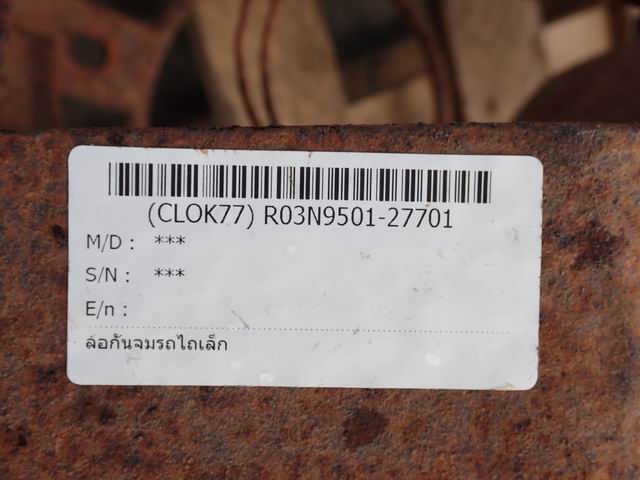 (CLOK77) R03N9501-27701
M/D : ***
S/N : ***
E/n :
ล้อกันจมรถไถเล็ก